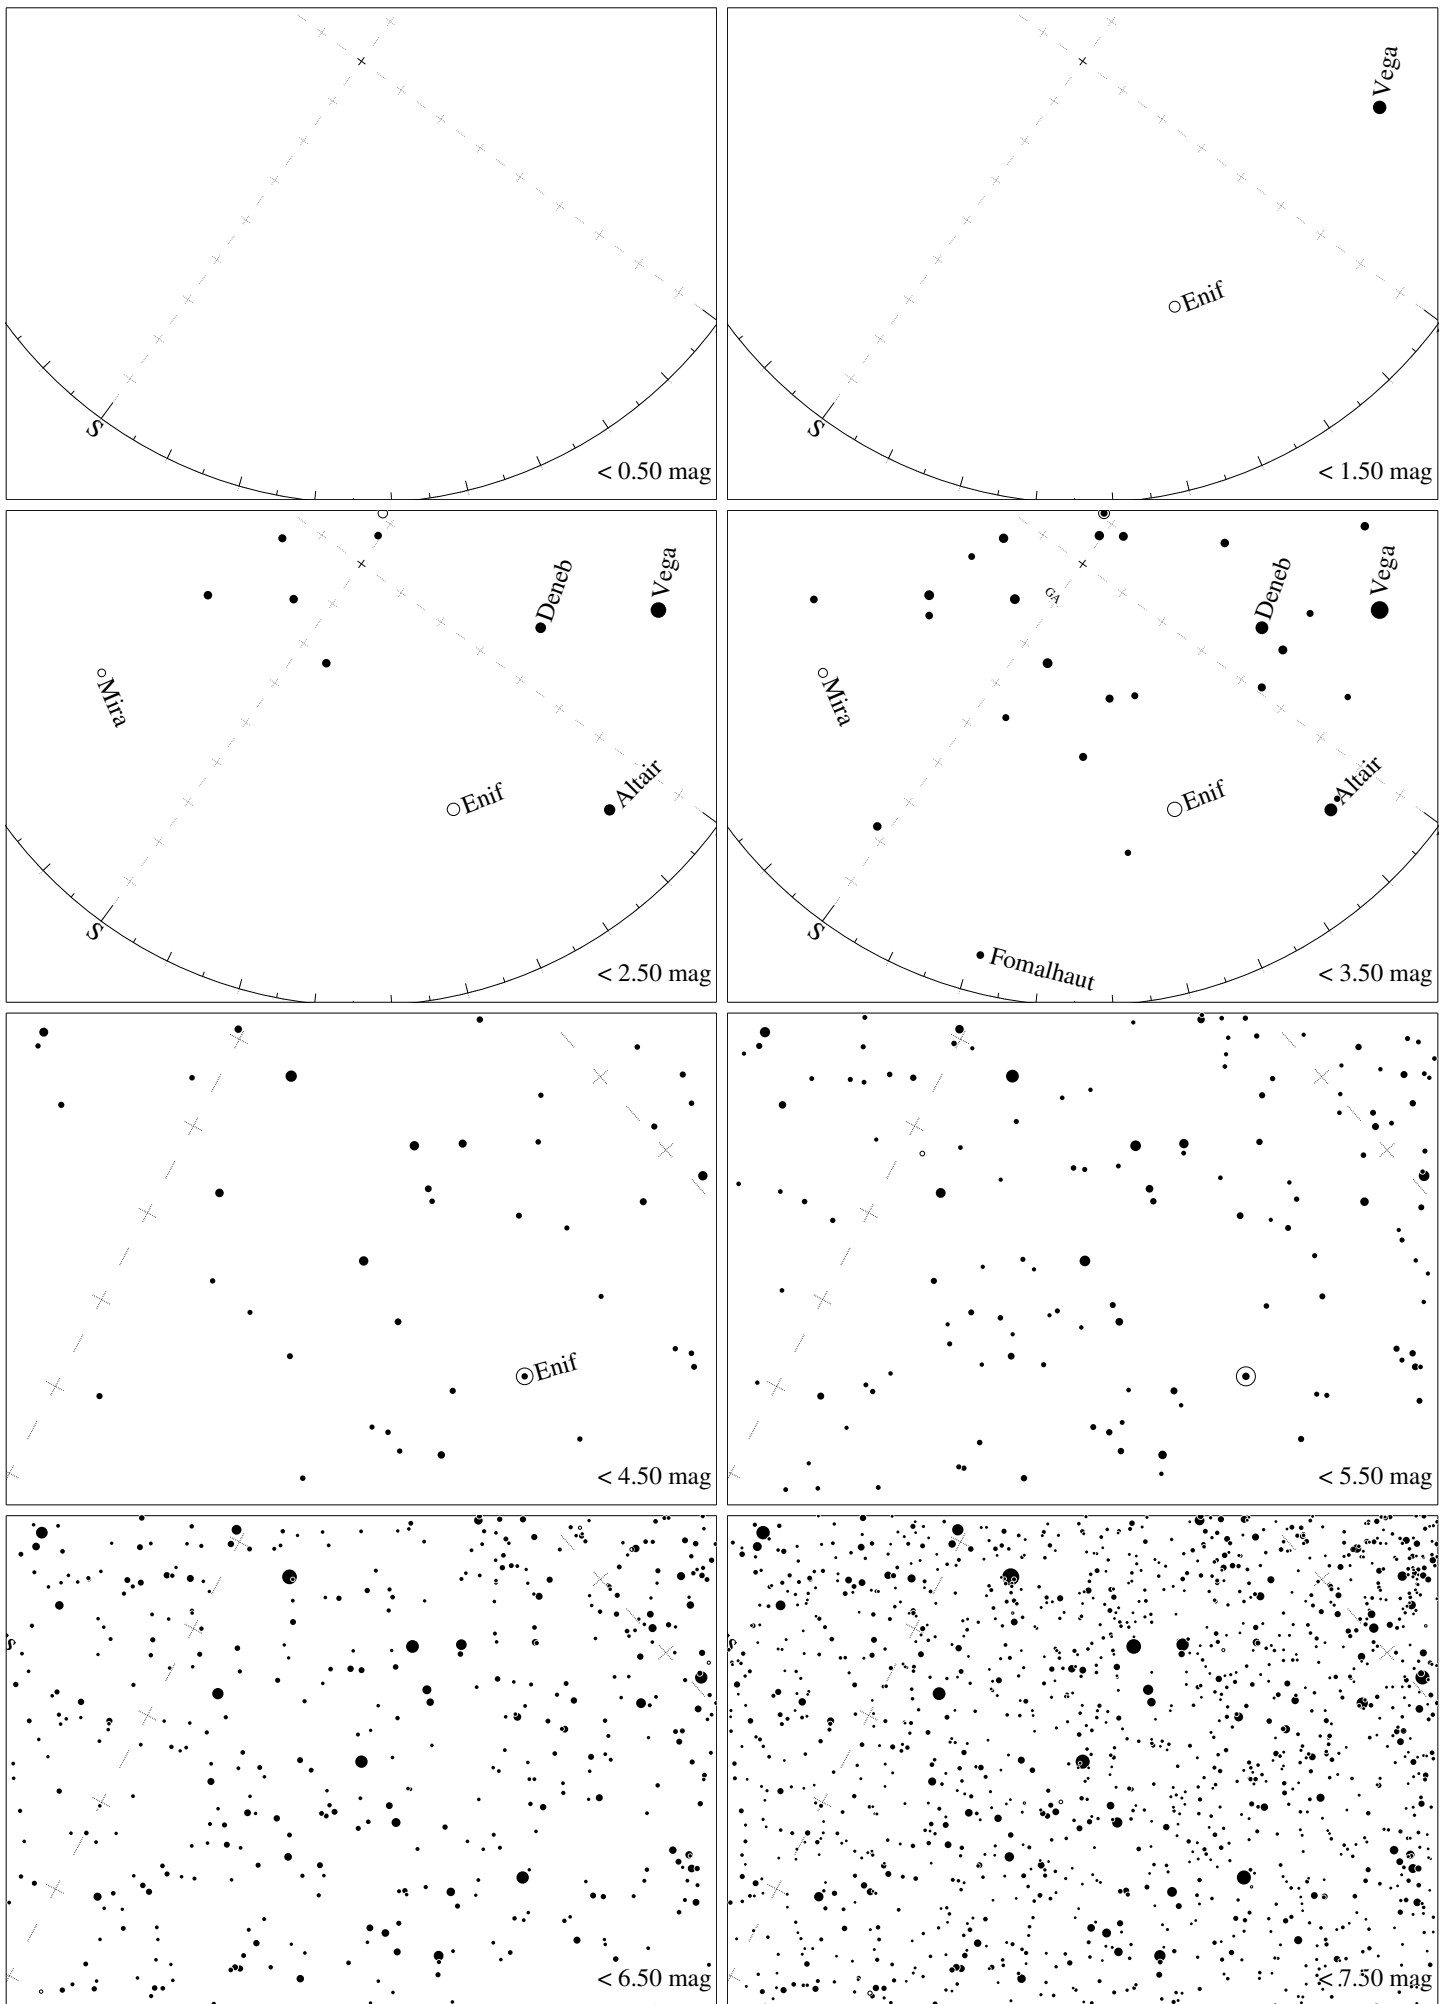 S
< 0.50 mag
Vega
Enif
S
< 1.50 mag
Vega
Deneb
Mira
Enif
Altair
S
< 2.50 mag
Vega
Deneb
GA
Mira
Altair
Enif
S
Fomalhaut
< 3.50 mag
Enif
< 4.50 mag
< 5.50 mag
S
< 6.50 mag
S
< 7.50 mag